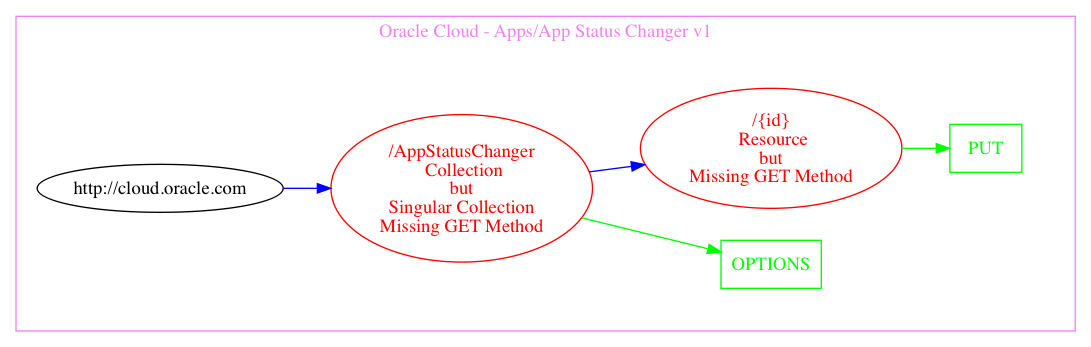 Oracle Cloud - Apps/App Status Changer v1
http://cloud.oracle.com
/AppStatusChanger
Collection
but
Singular Collection
Missing GET Method
/{id}
Resource
but
Missing GET Method
PUT
OPTIONS